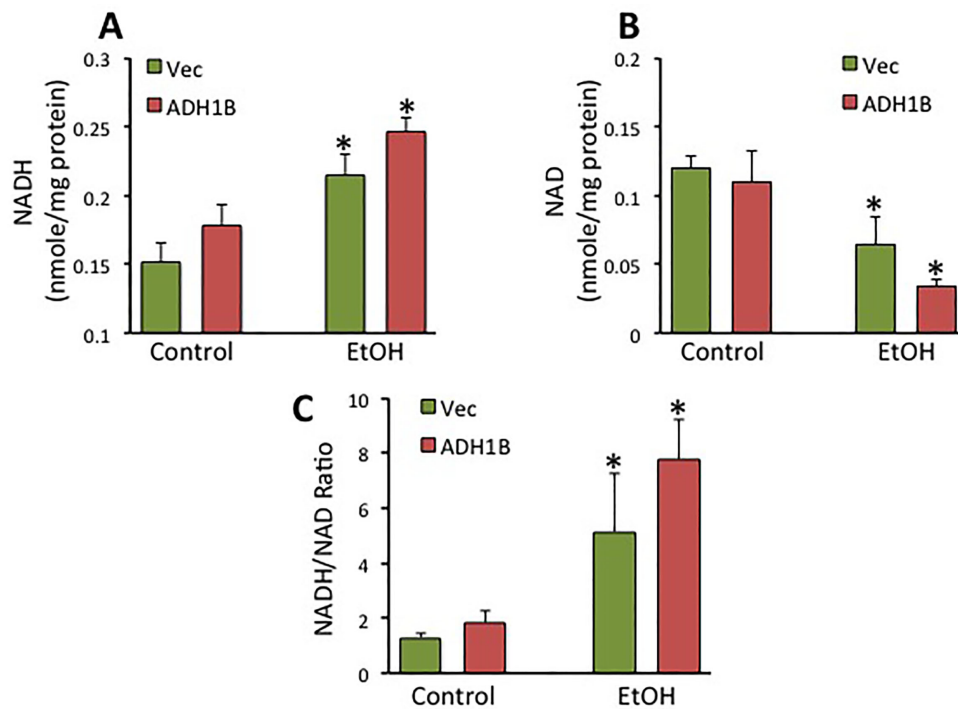 A
NADH
(nmole/mg protein)
0.3
0.25
0.2
0.15
0.1
Vec
ADH1B
*
*
Control
EtOH
B
NAD
(nmole/mg protein)
0.2
0.15
0.1
0.05
0
Vec
ADH1B
*
*
Control
EtOH
C
NADH/NAD Ratio
10
8
6
4
2
0
Vec
ADH1B
*
*
Control
EtOH